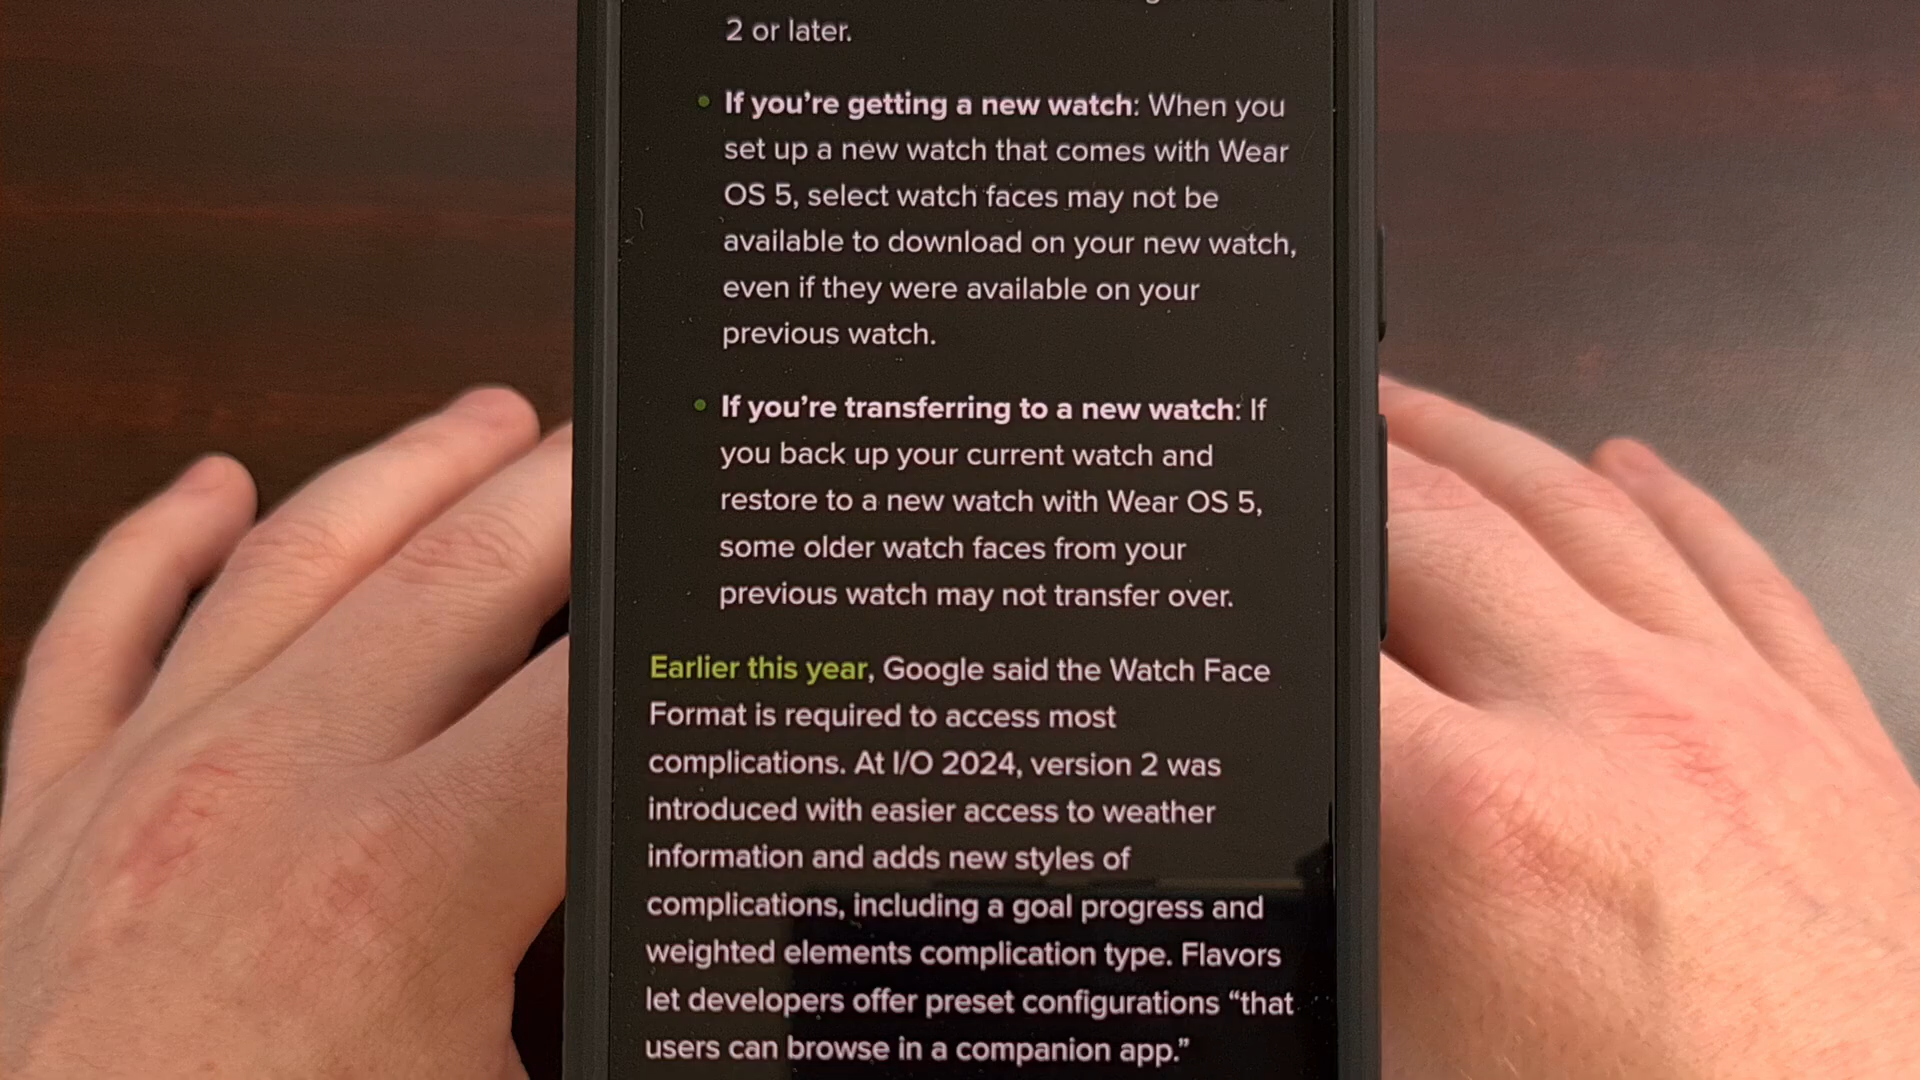 2 or later.
If you're getting a new watch: When you
set up a new watch that comes with Wear
OS 5, select watch faces may not be
available to download on your new watch,
even if they were available on your
previous watch.
If you're transferring to a new watch: If
you back up your current watch and
restore to a new watch with Wear OS 5,
some older watch faces from your
previous watch may not transfer over.
Earlier this year, Google said the Watch Face
Format is required to access most
complications. At I/O 2024, version 2 was
introduced with easier access to weather
information and adds new styles of
complications, including a goal progress and
weighted elements complication type. Flavors
let developers offer preset configurations “that
users can browse in a companion app.”